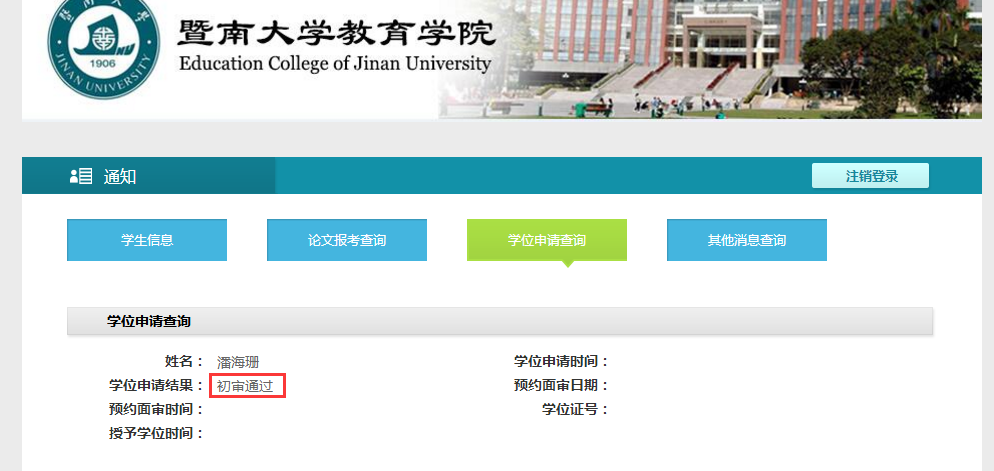 暨南大學
1906
JINAN UNIVERSITY
暨南大学教育学院
Education College of Jinan University
通知
注销登录
学生信息
论文报考查询
学位申请查询
其他消息查询
学位申请查询
姓名： 潘海珊
学位申请时间：
学位申请结果： 初审通过
预约面审日期：
预约面审时间：
学位证号：
授予学位时间：